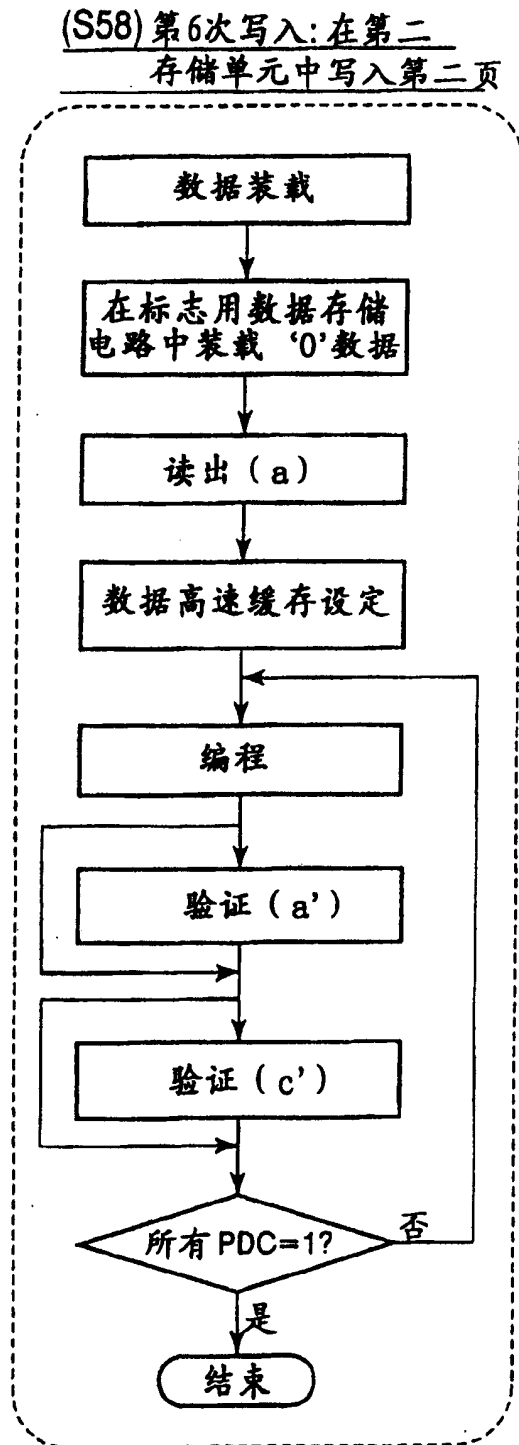 (S58)第6次写入:在第二
存储单元中写入第二页
数据装载
在标志用数据存储
电路中装载‘0’数据
读出(a)
数据高速缓存设定
编程
验证(a')
验证(c')
所有PDC=1?
否
是
结束